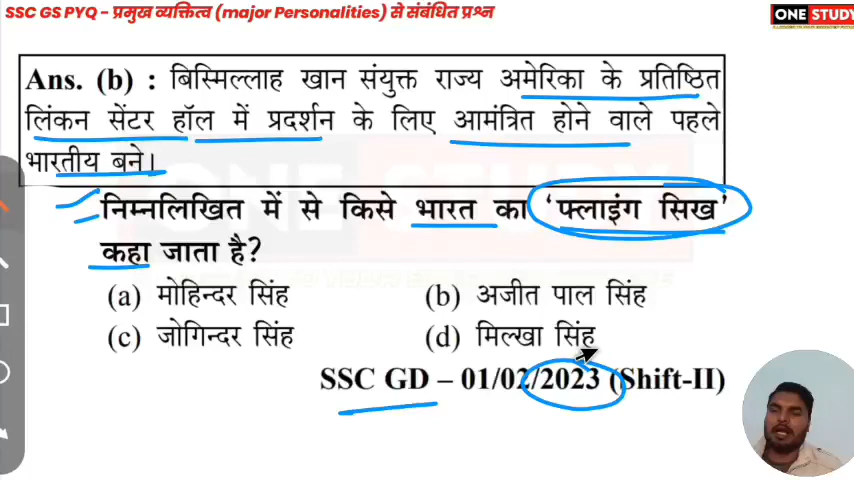 SSC GS PYQ - प्रमुख व्यक्तित्व (major Personalities) से संबंधित प्रश्न
ONE STUDY
Ans. (b) : बिस्मिल्लाह खान संयुक्त राज्य अमेरिका के प्रतिष्ठित
लिंकन सेंटर हॉल में प्रदर्शन के लिए आमंत्रित होने वाले पहले
भारतीय बने।
निम्नलिखित में से किसे भारत का ‘फ्लाइंग सिख’
कहा जाता है?
(a) मोहिन्दर सिंह (b) अजीत पाल सिंह
(c) जोगिन्दर सिंह (d) मिल्खा सिंह
SSC GD – 01/02/2023 (Shift-II)